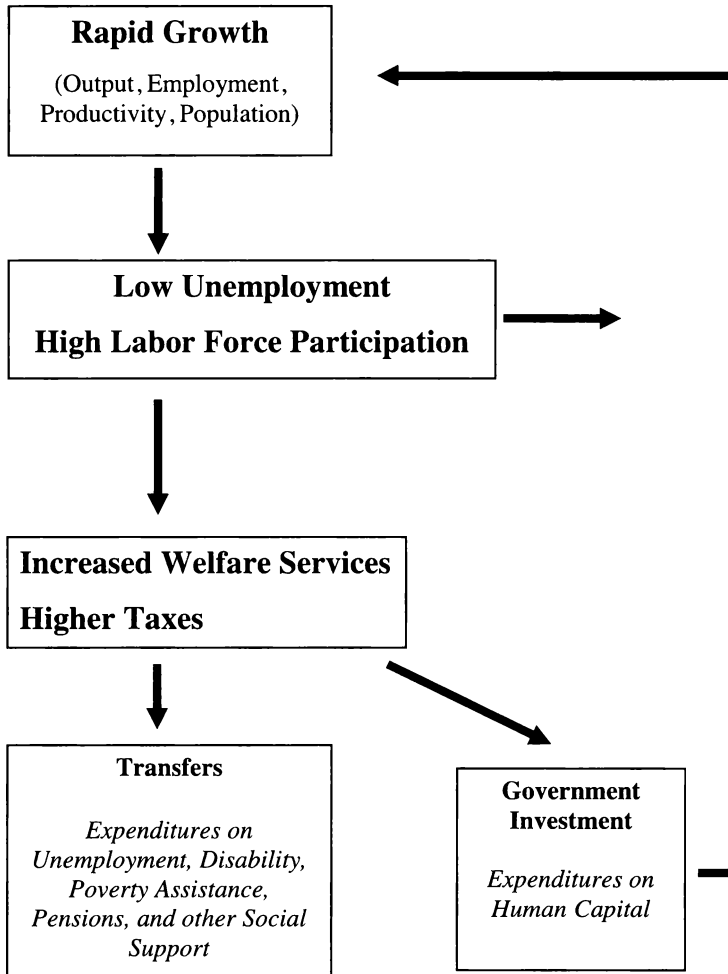 Rapid Growth
(Output, Employment,
Productivity, Population)
Low Unemployment
High Labor Force Participation
Increased Welfare Services
Higher Taxes
Transfers
Expenditures on
Unemployment, Disability,
Poverty Assistance,
Pensions, and other Social
Support
Government
Investment
Expenditures on
Human Capital